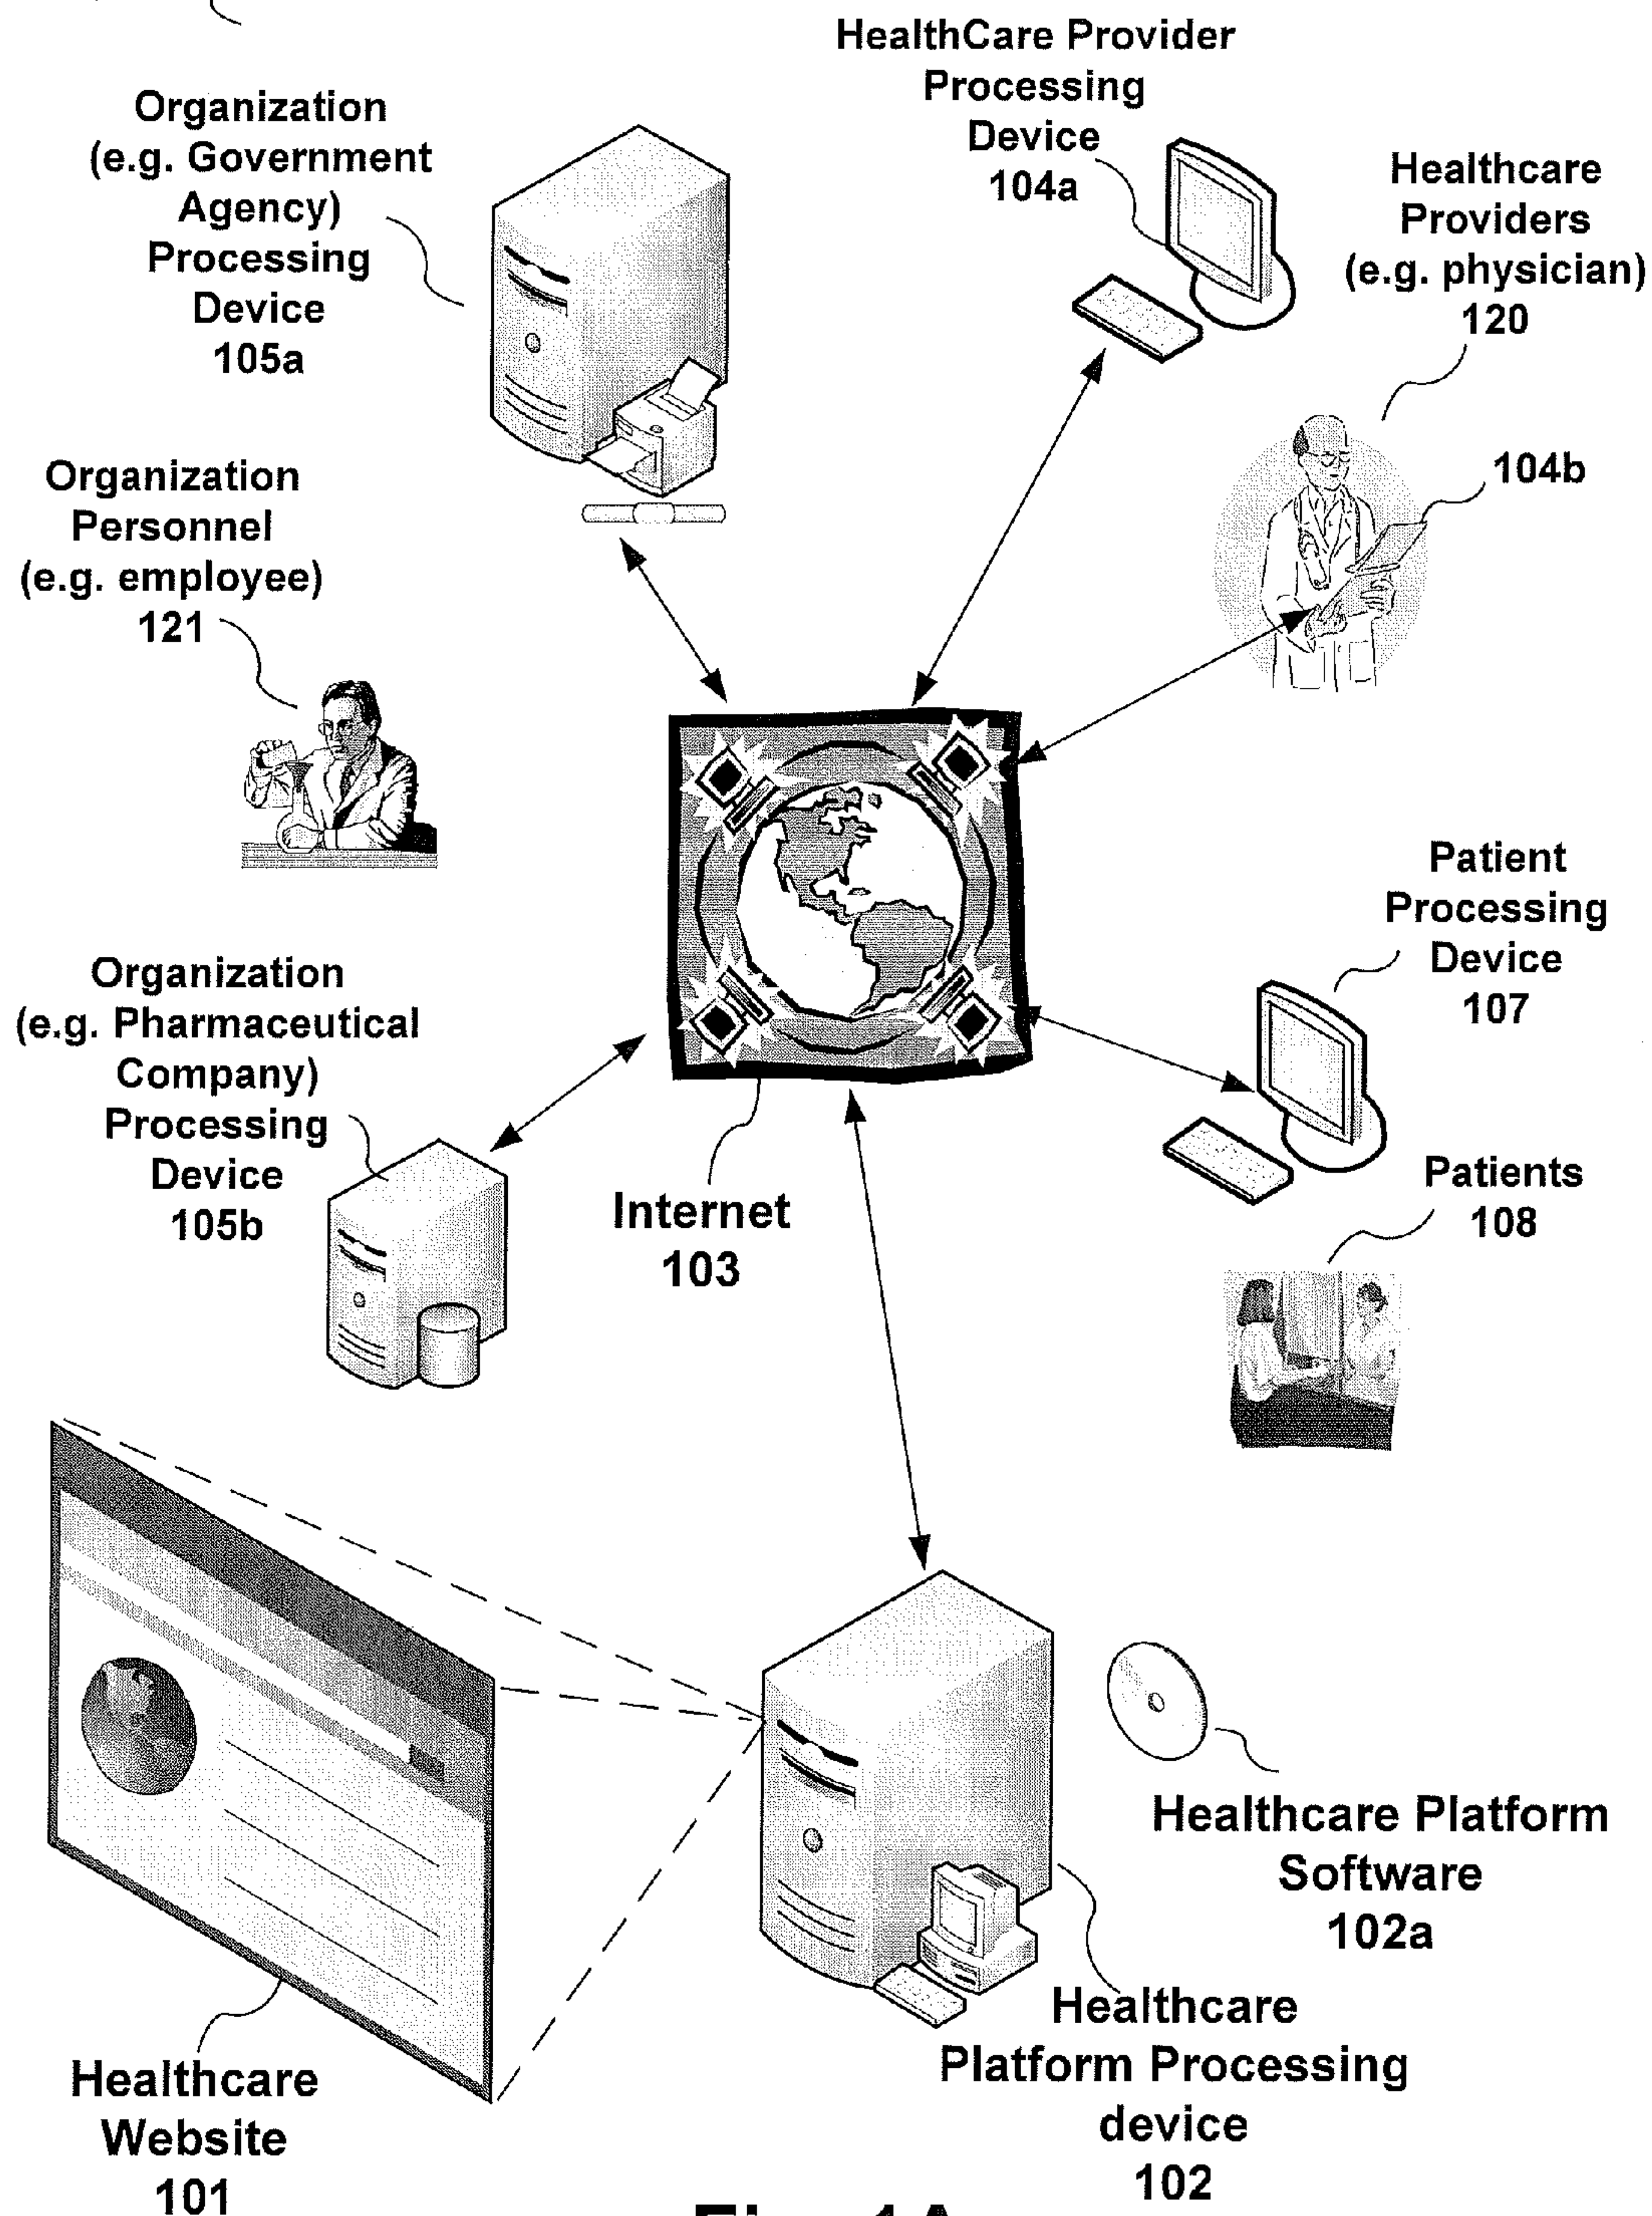 HealthCare Provider
Processing
Device
104a
Organization
(e.g. Government
Agency)
Processing
Device
105a
Healthcare
Providers
(e.g. physician)
120
104b
Organization
Personnel
(e.g. employee)
121
Patient
Processing
Device
107
Organization
(e.g. Pharmaceutical
Company)
Processing
Device
105b
Internet
103
Patients
108
Healthcare Platform
Software
102a
Healthcare
Platform Processing
device
102
Healthcare
Website
101